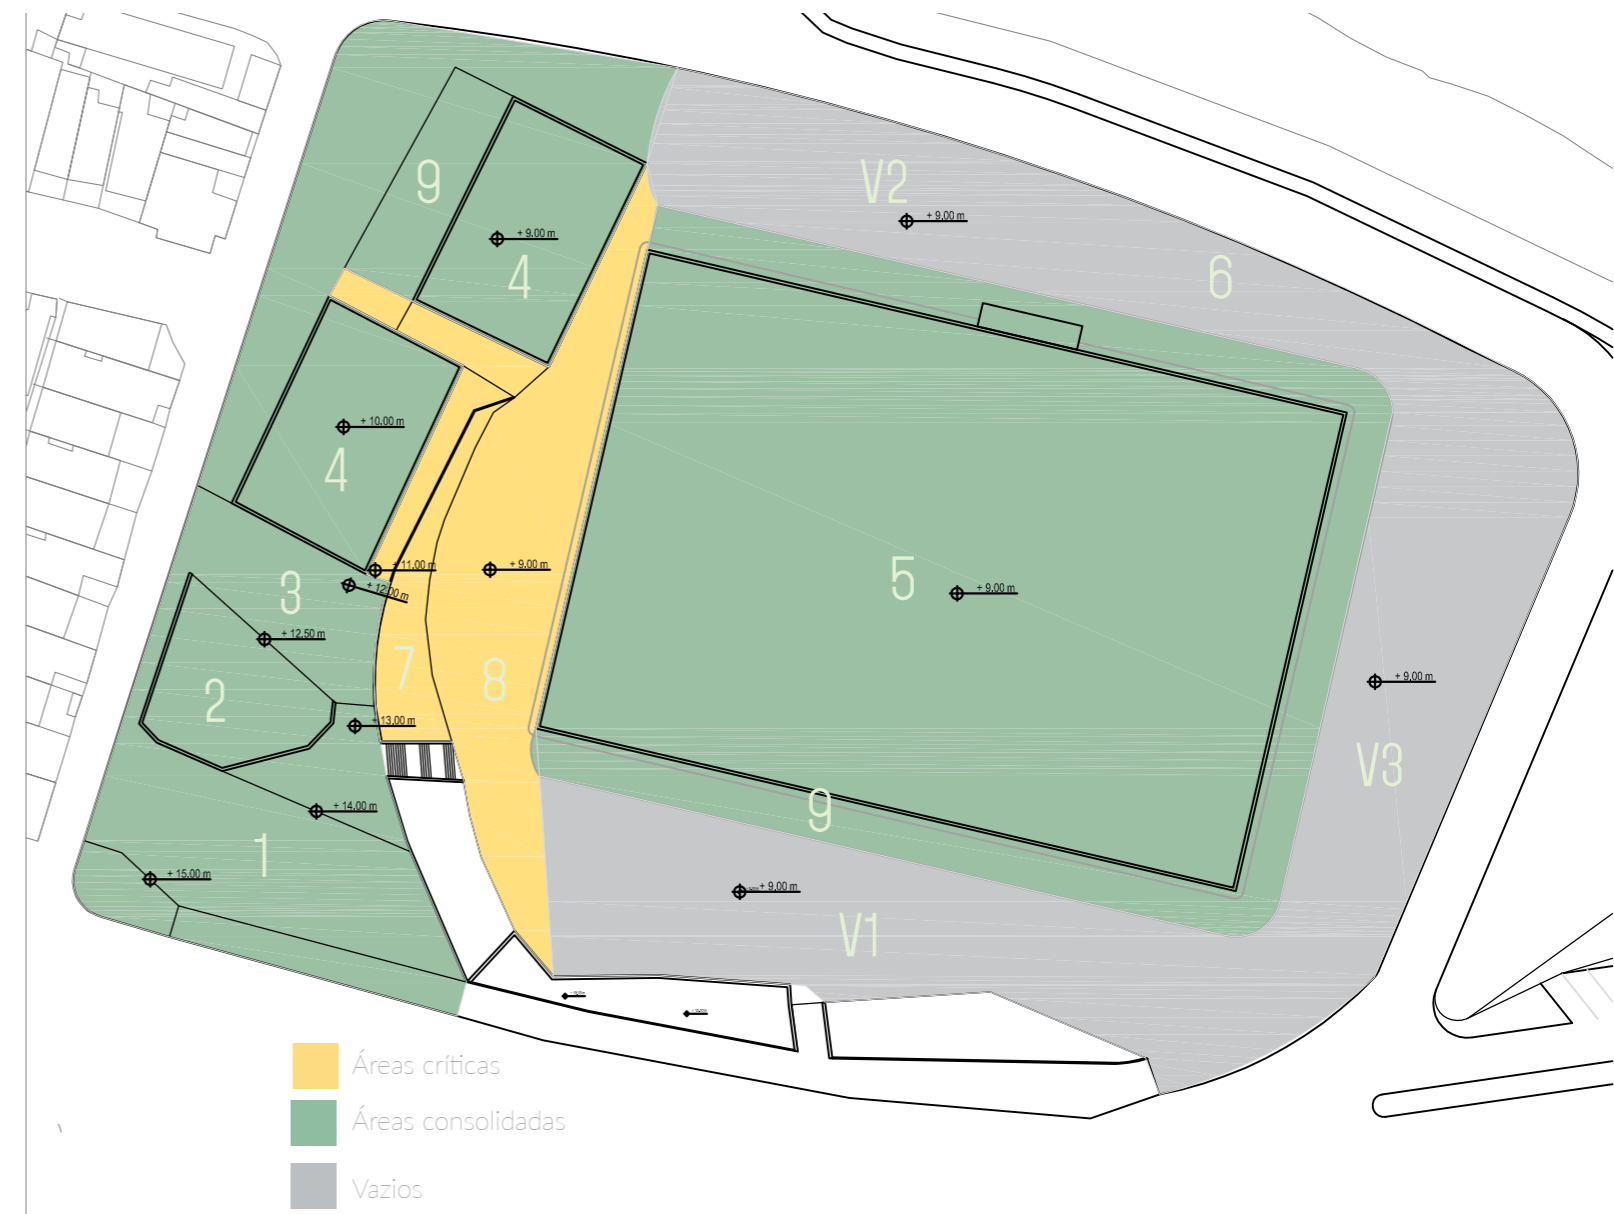 9
V2
+ 9.00 m
+ 9.00 m
4
6
+ 10.00 m
4
+ 11.00 m
+ 9.00 m
5
+ 12.00 m
3
+ 9.00 m
+ 12.50 m
7
8
2
+ 9.00 m
+ 13.00 m
V3
9
+ 14.00 m
1
+ 15.00 m
+ 9.00 m
V1
Áreas críticas
Áreas consolidadas
Vazios